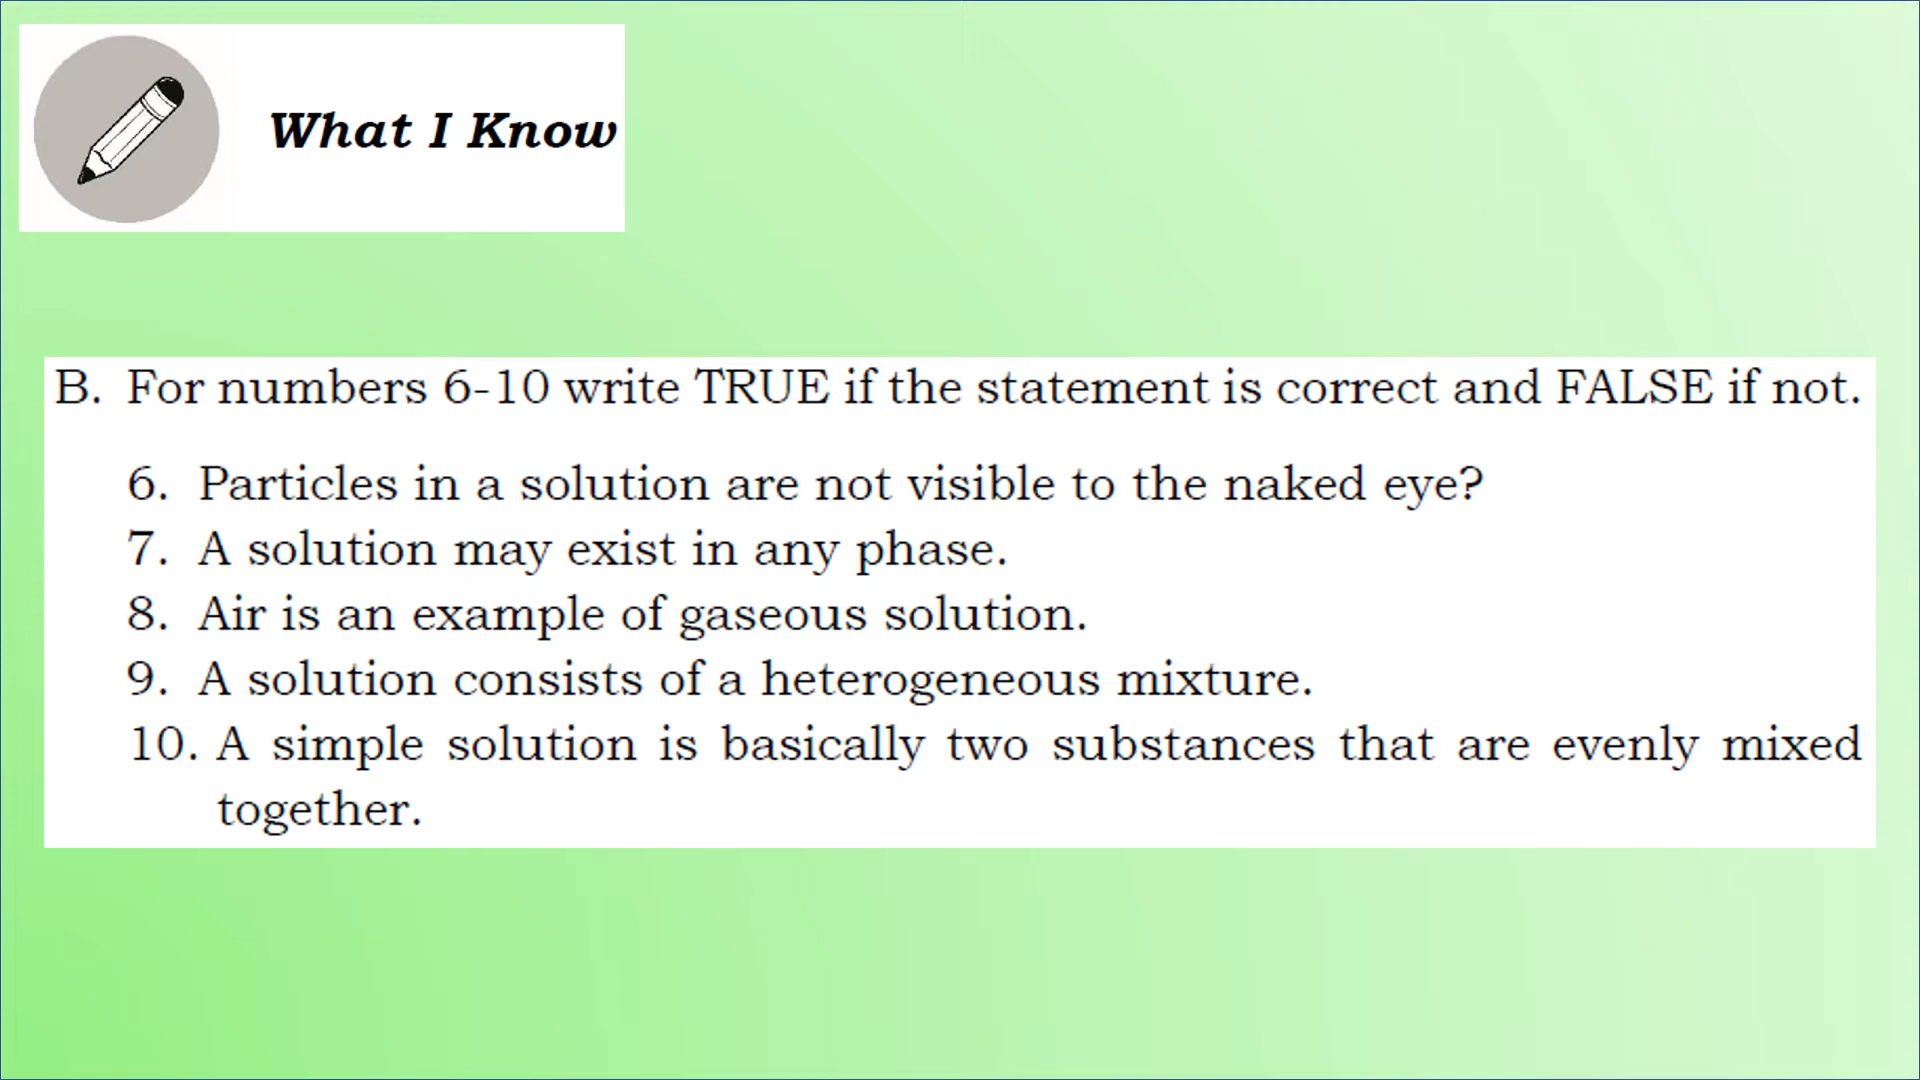 What I Know
B. For numbers 6-10 write TRUE if the statement is correct and FALSE if not.
6. Particles in a solution are not visible to the naked eye?
7. A solution may exist in any phase.
8. Air is an example of gaseous solution.
9. A solution consists of a heterogeneous mixture.
10. A simple solution is basically two substances that are evenly mixed
together.